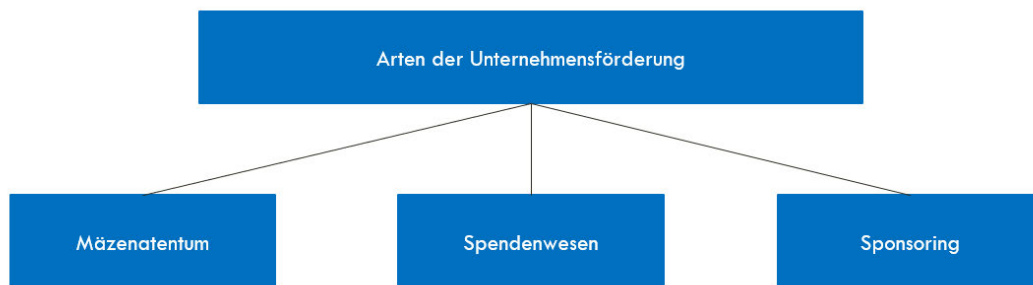 Arten der Unternehmensförderung
Mäzenatentum
Spendenwesen
Sponsoring